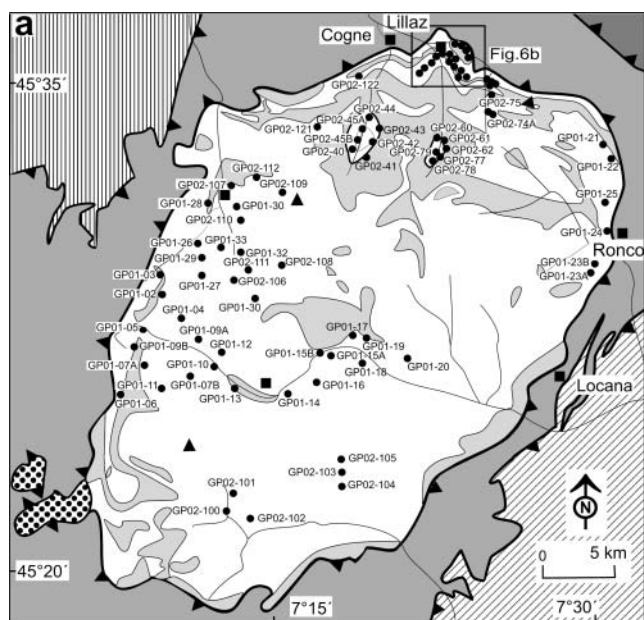 a
Lillaz
Cogne
Fig.6b
45°35´
GP02-122
GP02-44
GP02-75
GP02-74A
GP02-45A
GP02-121
GP02-43
GP02-60
GP02-61
GP01-21
GP02-45B
GP02-42
GP02-79
GP02-62
GP02-40
GP02-77
GP01-22
GP02-41
GP02-78
GP02-112
GP02-107
GP02-109
GP01-25
GP01-28
GP01-30
GP02-110
GP01-24
GP01-26
GP01-33
Ronco
GP01-29
GP01-32
GP02-111
GP02-108
GP01-23B
GP01-03
GP01-23A
GP01-27
GP02-106
GP01-02
GP01-30
GP01-04
GP01-05
GP01-17
GP01-09A
GP01-09B
GP01-12
GP01-19
GP01-15B
GP01-15A
GP01-20
GP01-07A
GP01-10
GP01-18
GP01-11
GP01-07B
GP01-16
Locana
GP01-06
GP01-13
GP01-14
GP02-105
GP02-103
GP02-104
GP02-101
GP02-100
GP02-102
N
0 5 km
45°20´
7°15´
7°30´